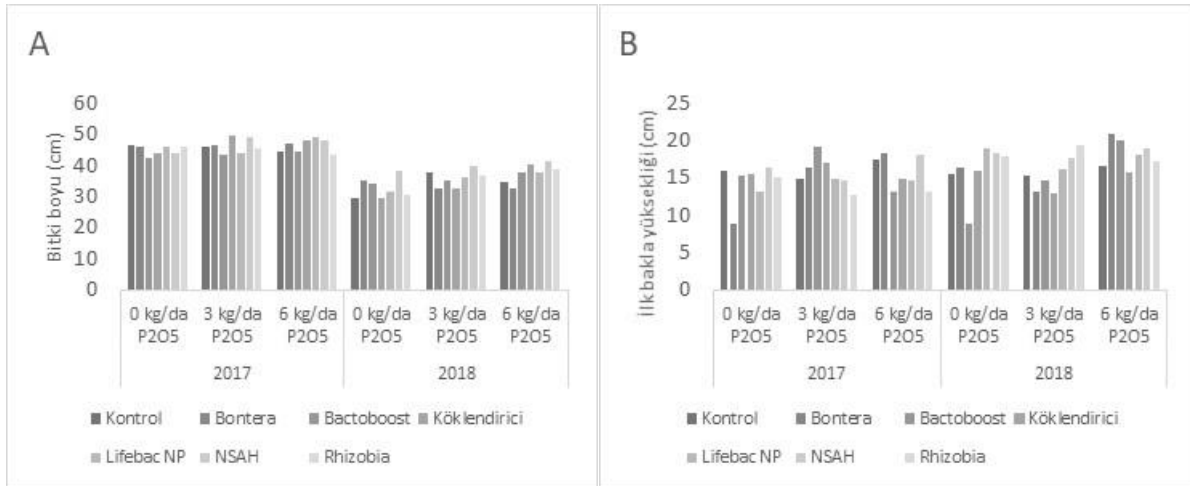 A
Bitki boyu (cm)
60
50
40
30
20
10
0
0 kg/da 3 kg/da 6 kg/da 0 kg/da 3 kg/da 6 kg/da
P2O5 P2O5 P2O5 P2O5 P2O5 P2O5
2017 2018
Kontrol Bontera Bactoboost Köklendirici
Lifebac NP NSAH Rhizobia
B
İlk bakla yüksekliği (cm)
25
20
15
10
5
0
0 kg/da 3 kg/da 6 kg/da 0 kg/da 3 kg/da 6 kg/da
P2O5 P2O5 P2O5 P2O5 P2O5 P2O5
2017 2018
Kontrol Bontera Bactoboost Köklendirici
Lifebac NP NSAH Rhizobia